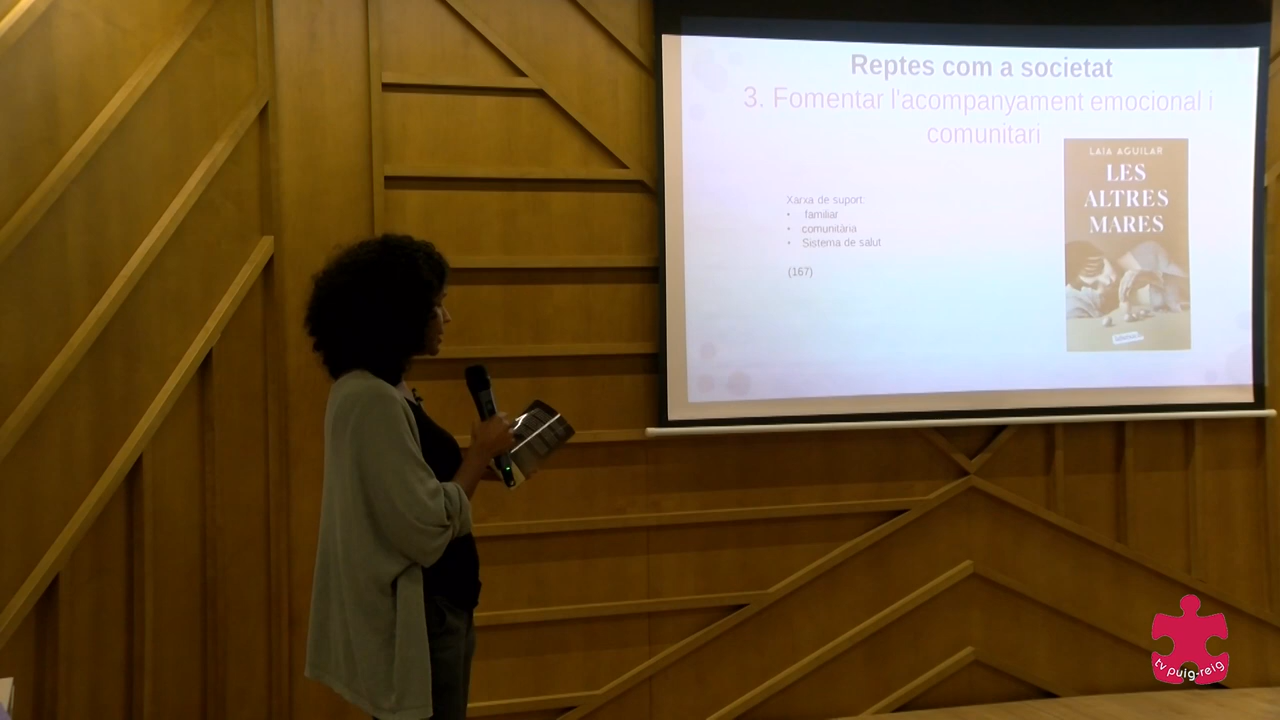 Reptes com a societat
3. Fomentar l'acompanyament emocional i
comunitari
LAIA AGUILAR
LES
ALTRES
MARES
Xarxa de suport:
• familiar
• comunitària
• Sistema de salut
(167)
tv puig-reig